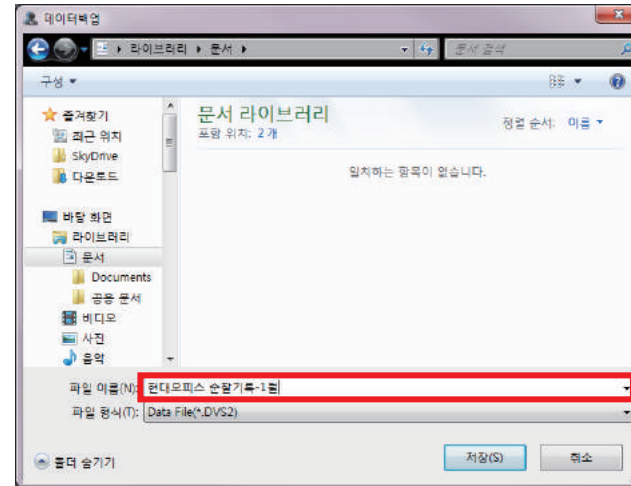 데이터백업
라이브러리 ▸ 문서 ▸
문서 검색
구성
즐겨찾기
최근 위치
SkyDrive
다운로드
바탕 화면
라이브러리
문서
Documents
공용 문서
비디오
사진
음악
문서 라이브러리
포함 위치: 2개
정렬 순서: 이름
일치하는 항목이 없습니다.
파일 이름(N): 현대오피스 순찰기록-1월
파일 형식(T): Data File(*.DVS2)
폴더 숨기기
저장(S)
취소